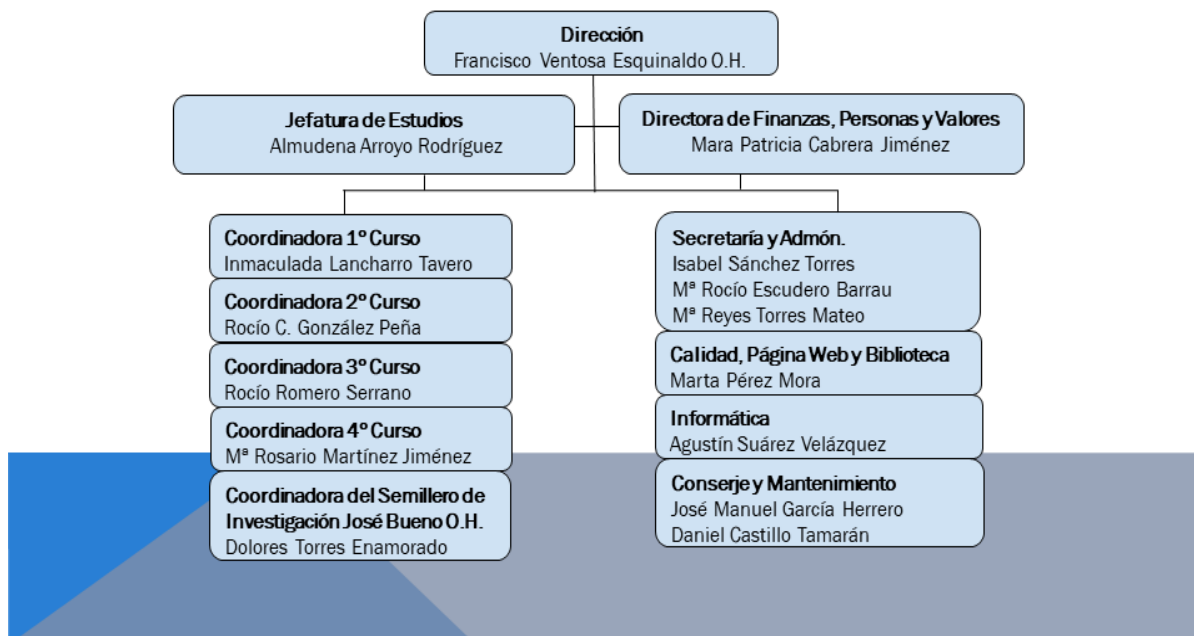 Dirección
Francisco Ventosa Esquinaldo O.H.
Jefatura de Estudios
Almudena Arroyo Rodríguez
Directora de Finanzas, Personas y Valores
Mara Patricia Cabrera Jiménez
Coordinadora 1º Curso
Inmaculada Lancharro Tavero
Coordinadora 2º Curso
Rocío C. González Peña
Coordinadora 3º Curso
Rocío Romero Serrano
Coordinadora 4º Curso
Mª Rosario Martínez Jiménez
Coordinadora del Semillero de
Investigación José Bueno O.H.
Dolores Torres Enamorado
Secretaría y Admón.
Isabel Sánchez Torres
Mª Rocío Escudero Barrau
Mª Reyes Torres Mateo
Calidad, Página Web y Biblioteca
Marta Pérez Mora
Informática
Agustín Suárez Velázquez
Conserje y Mantenimiento
José Manuel García Herrero
Daniel Castillo Tamarán